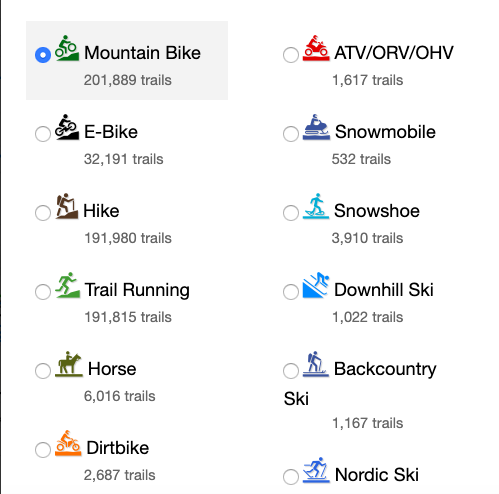 Mountain Bike
201,889 trails
E-Bike
32,191 trails
Hike
191,980 trails
Trail Running
191,815 trails
Horse
6,016 trails
Dirtbike
2,687 trails
ATV/ORV/OHV
1,617 trails
Snowmobile
532 trails
Snowshoe
3,910 trails
Downhill Ski
1,022 trails
Backcountry
Ski
1,167 trails
Nordic Ski